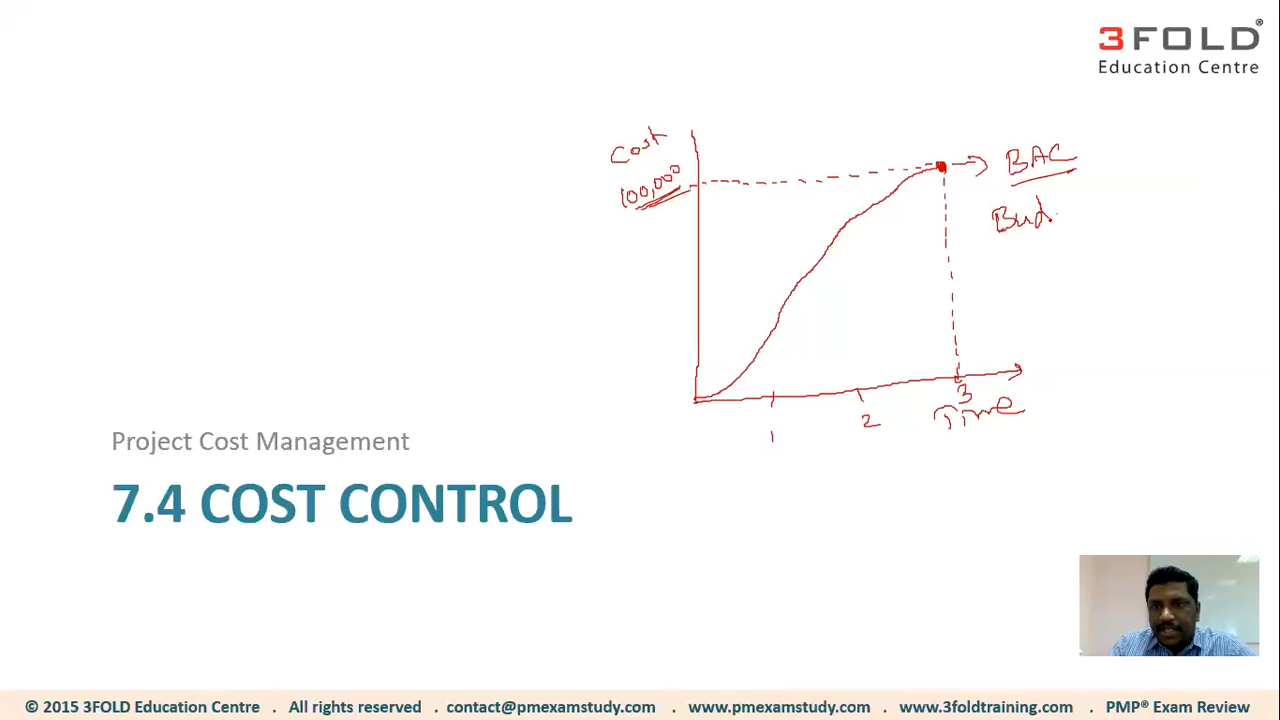 3FOLD®
Education Centre
Cost
100,000
BAC
Bud.
1
2
3
Time
Project Cost Management
7.4 COST CONTROL
© 2015 3FOLD Education Centre . All rights reserved . contact@pmexamstudy.com . www.pmexamstudy.com . www.3foldtraining.com . PMP® Exam Review